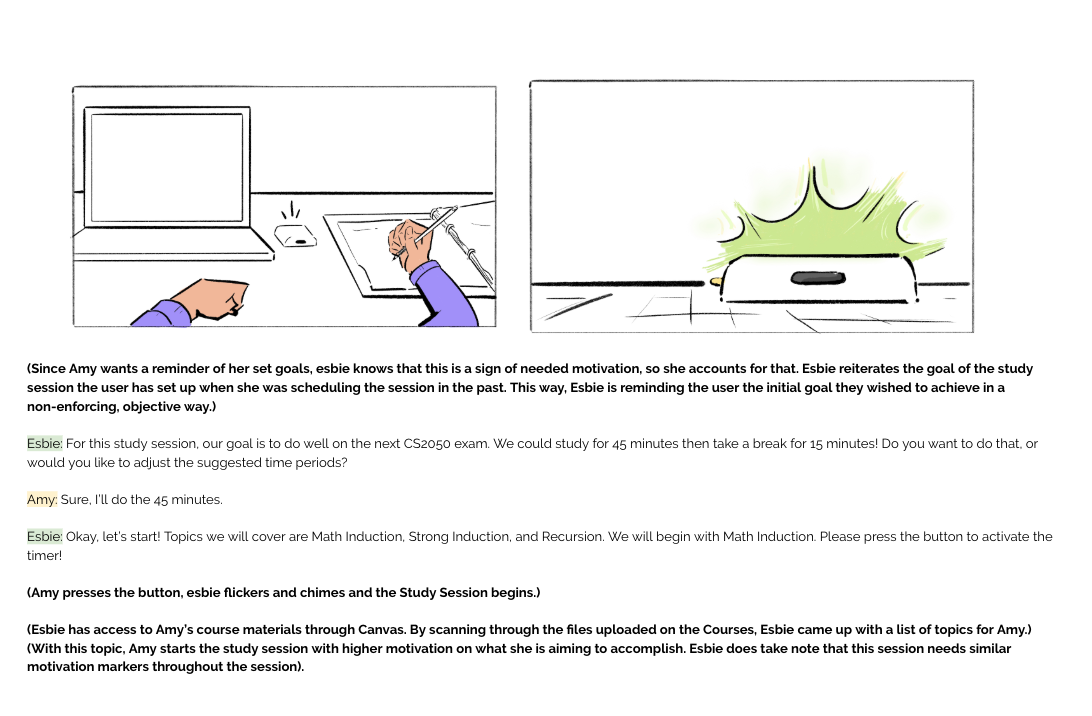 (Since Amy wants a reminder of her set goals, esbie knows that this is a sign of needed motivation, so she accounts for that. Esbie reiterates the goal of the study
session the user has set up when she was scheduling the session in the past. This way, Esbie is reminding the user the initial goal they wished to achieve in a
non-enforcing, objective way.)
Esbie: For this study session, our goal is to do well on the next CS2050 exam. We could study for 45 minutes then take a break for 15 minutes! Do you want to do that, or
would you like to adjust the suggested time periods?
Amy: Sure, I'll do the 45 minutes.
Esbie: Okay, let's start! Topics we will cover are Math Induction, Strong Induction, and Recursion. We will begin with Math Induction. Please press the button to activate the
timer!
(Amy presses the button, esbie flickers and chimes and the Study Session begins.)
(Esbie has access to Amy's course materials through Canvas. By scanning through the files uploaded on the Courses, Esbie came up with a list of topics for Amy.)
(With this topic, Amy starts the study session with higher motivation on what she is aiming to accomplish. Esbie does take note that this session needs similar
motivation markers throughout the session).